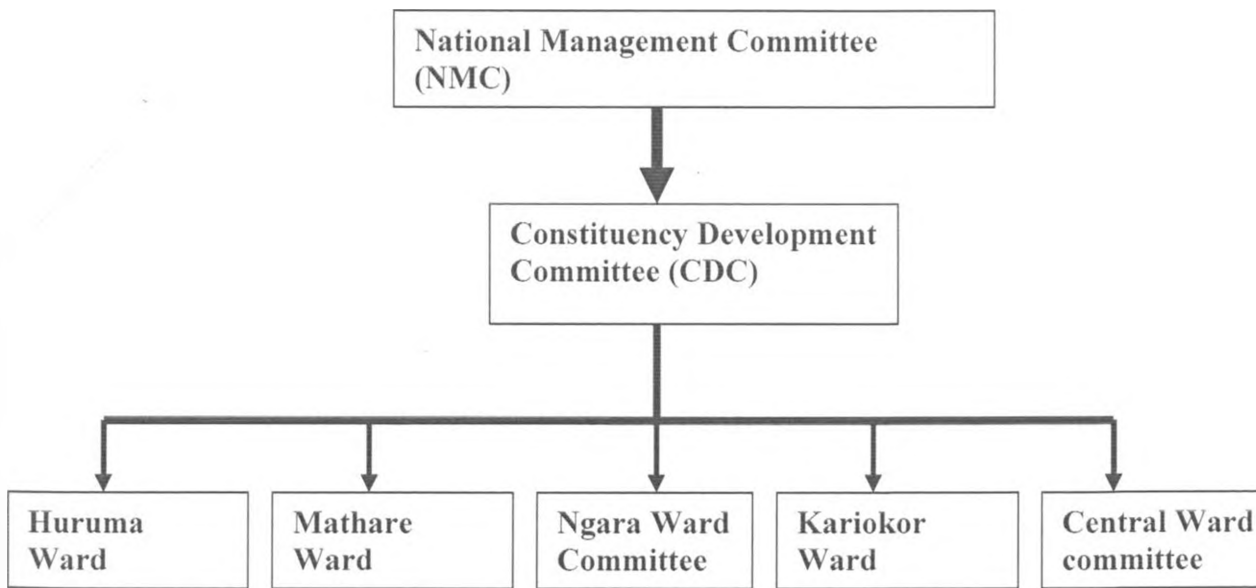 National Management Committee
(NMC)
Constituency Development
Committee (CDC)
Huruma
Ward
Mathare
Ward
Ngara Ward
Committee
Kariokor
Ward
Central Ward
committee